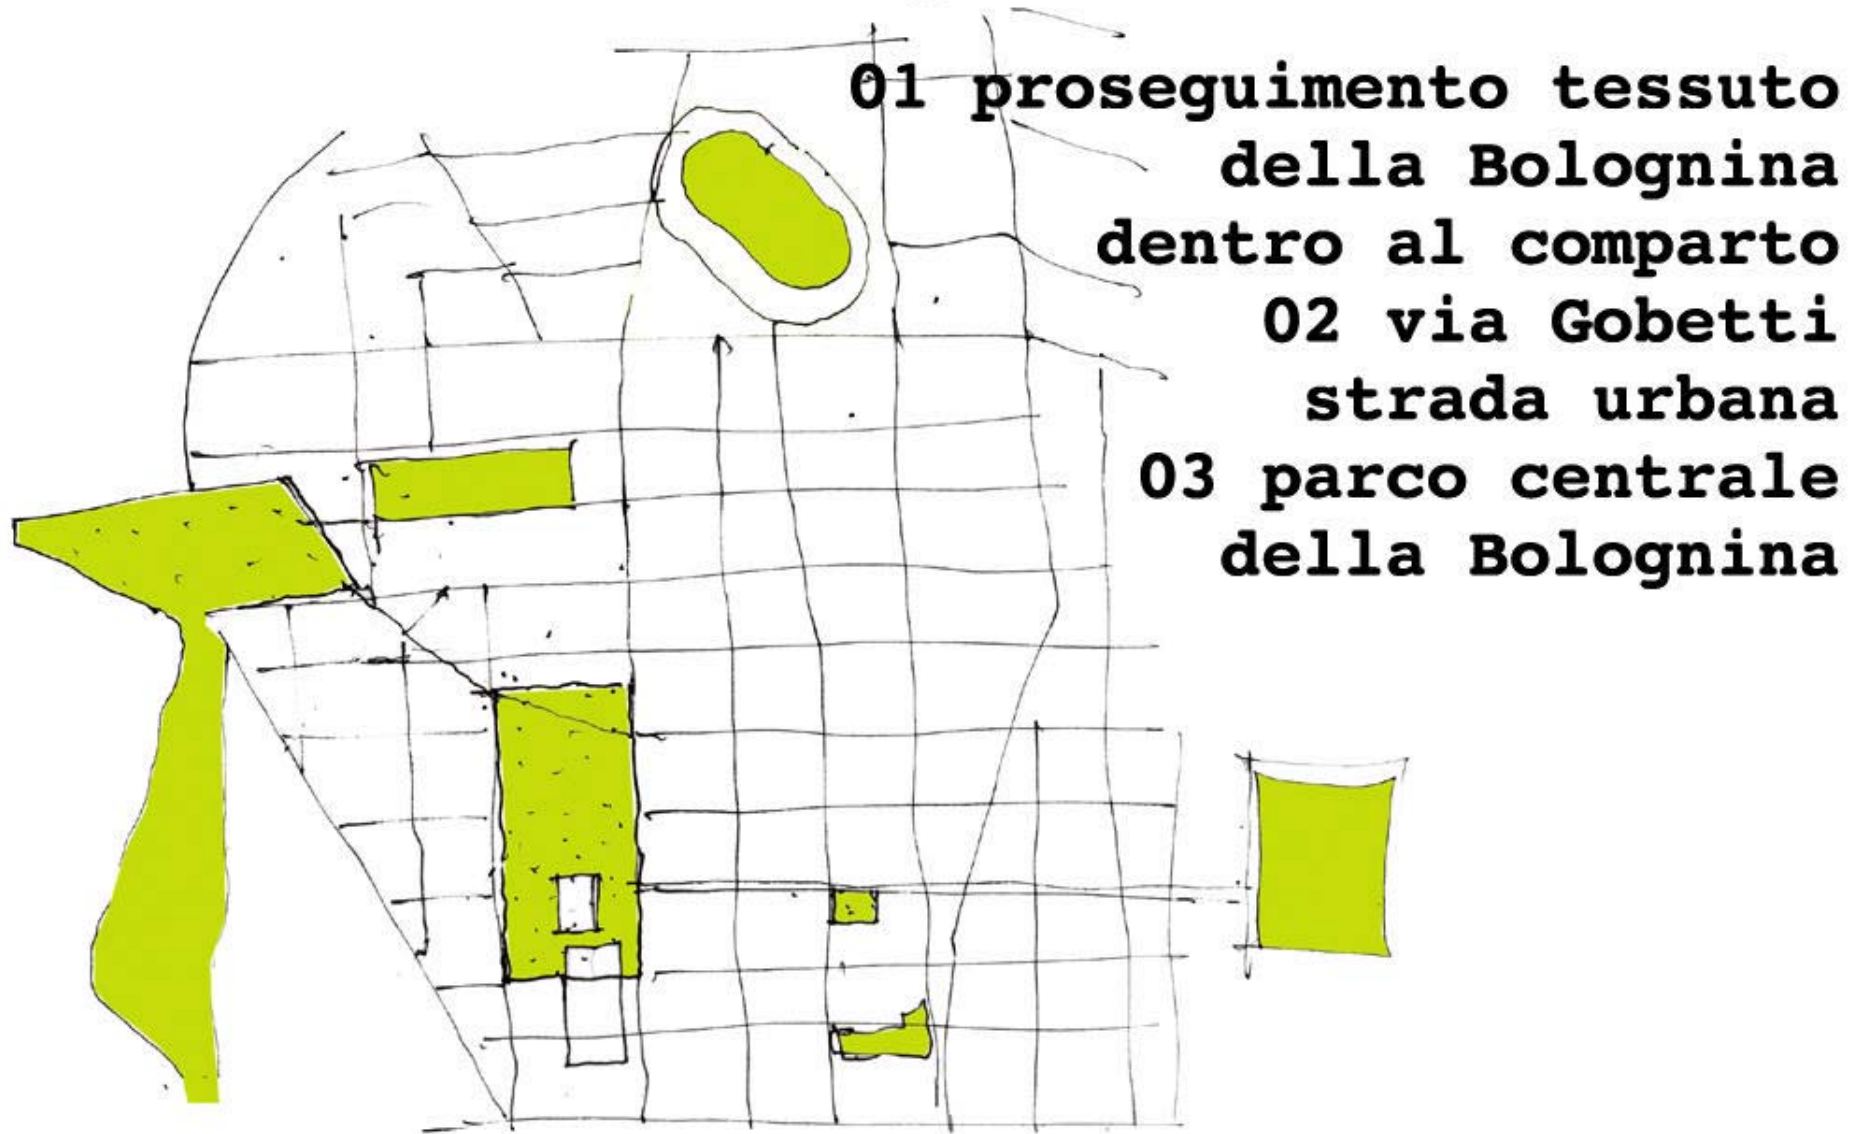 01 proseguimento tessuto
della Bolognina
dentro al comparto
02 via Gobetti
strada urbana
03 parco centrale
della Bolognina